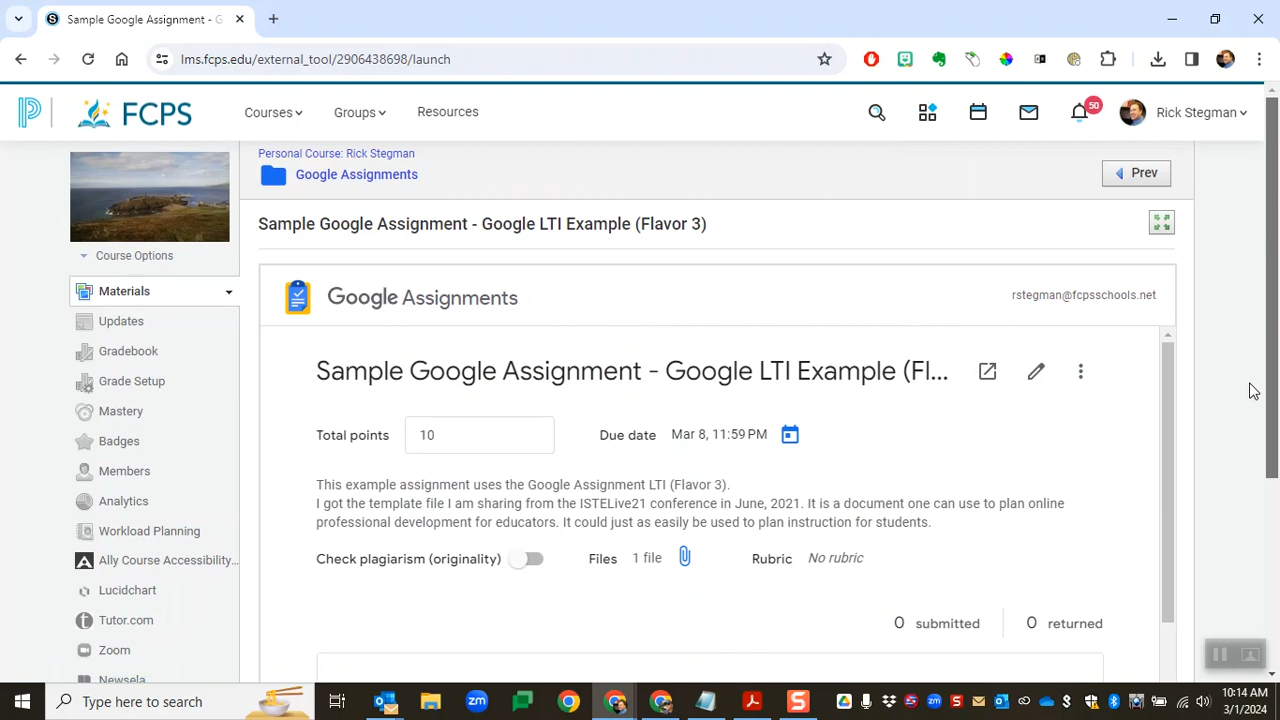 Sample Google Assignment - G
lms.fcps.edu/external_tool/2906438698/launch
FCPS
Courses
Groups
Resources
50
Rick Stegman
Personal Course: Rick Stegman
Google Assignments
Prev
Course Options
Sample Google Assignment - Google LTI Example (Flavor 3)
Materials
Updates
Gradebook
Grade Setup
Mastery
Badges
Members
Analytics
Workload Planning
Ally Course Accessibility...
Lucidchart
Tutor.com
Zoom
Newsela
Google Assignments
rstegman@fcpsschools.net
Sample Google Assignment - Google LTI Example (Fl...
Total points
10
Due date
Mar 8, 11:59 PM
This example assignment uses the Google Assignment LTI (Flavor 3).
I got the template file I am sharing from the ISTELive21 conference in June, 2021. It is a document one can use to plan online
professional development for educators. It could just as easily be used to plan instruction for students.
Check plagiarism (originality)
Files
1 file
Rubric
No rubric
0 submitted
0 returned
Type here to search
10:14 AM
3/1/2024